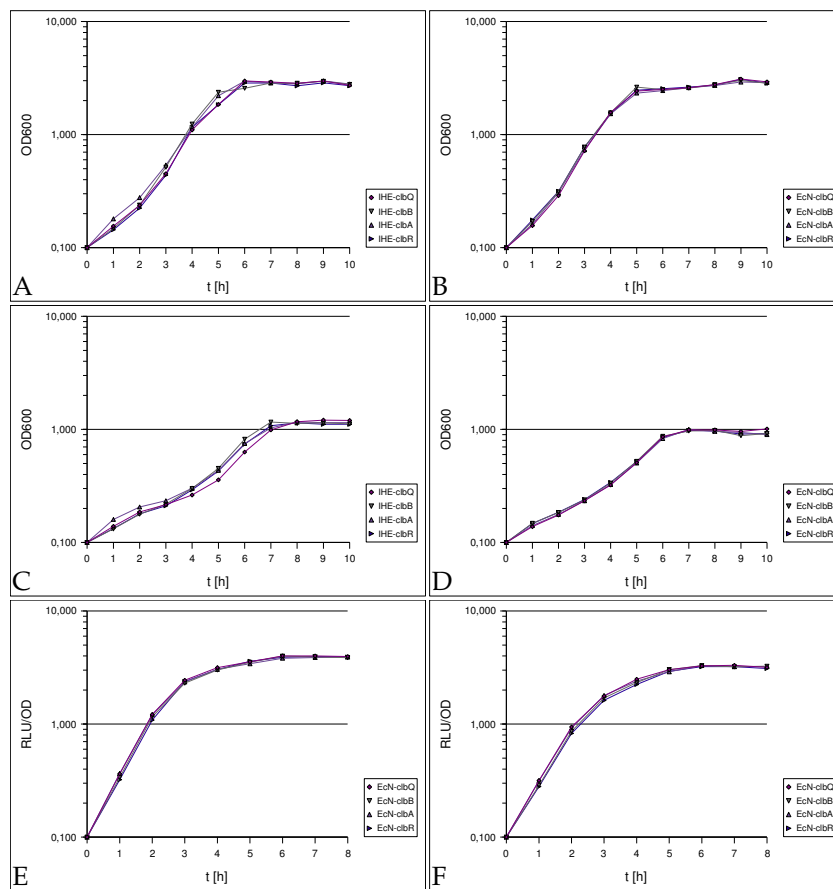 10,000
1,000
0,100
OD600
0 1 2 3 4 5 6 7 8 9 10
t [h]
IHE-clbQ
IHE-clbB
IHE-clbA
IHE-clbR
A
10,000
1,000
0,100
OD600
0 1 2 3 4 5 6 7 8 9 10
t [h]
EcN-clbQ
EcN-clbB
EcN-clbA
EcN-clbR
B
10,000
1,000
0,100
OD600
0 1 2 3 4 5 6 7 8 9 10
t [h]
IHE-clbQ
IHE-clbB
IHE-clbA
IHE-clbR
C
10,000
1,000
0,100
OD600
0 1 2 3 4 5 6 7 8 9 10
t [h]
EcN-clbQ
EcN-clbB
EcN-clbA
EcN-clbR
D
10,000
1,000
0,100
RLU/OD
0 1 2 3 4 5 6 7 8
t [h]
EcN-clbQ
EcN-clbB
EcN-clbA
EcN-clbR
E
10,000
1,000
0,100
RLU/OD
0 1 2 3 4 5 6 7 8
t [h]
EcN-clbQ
EcN-clbB
EcN-clbA
EcN-clbR
F